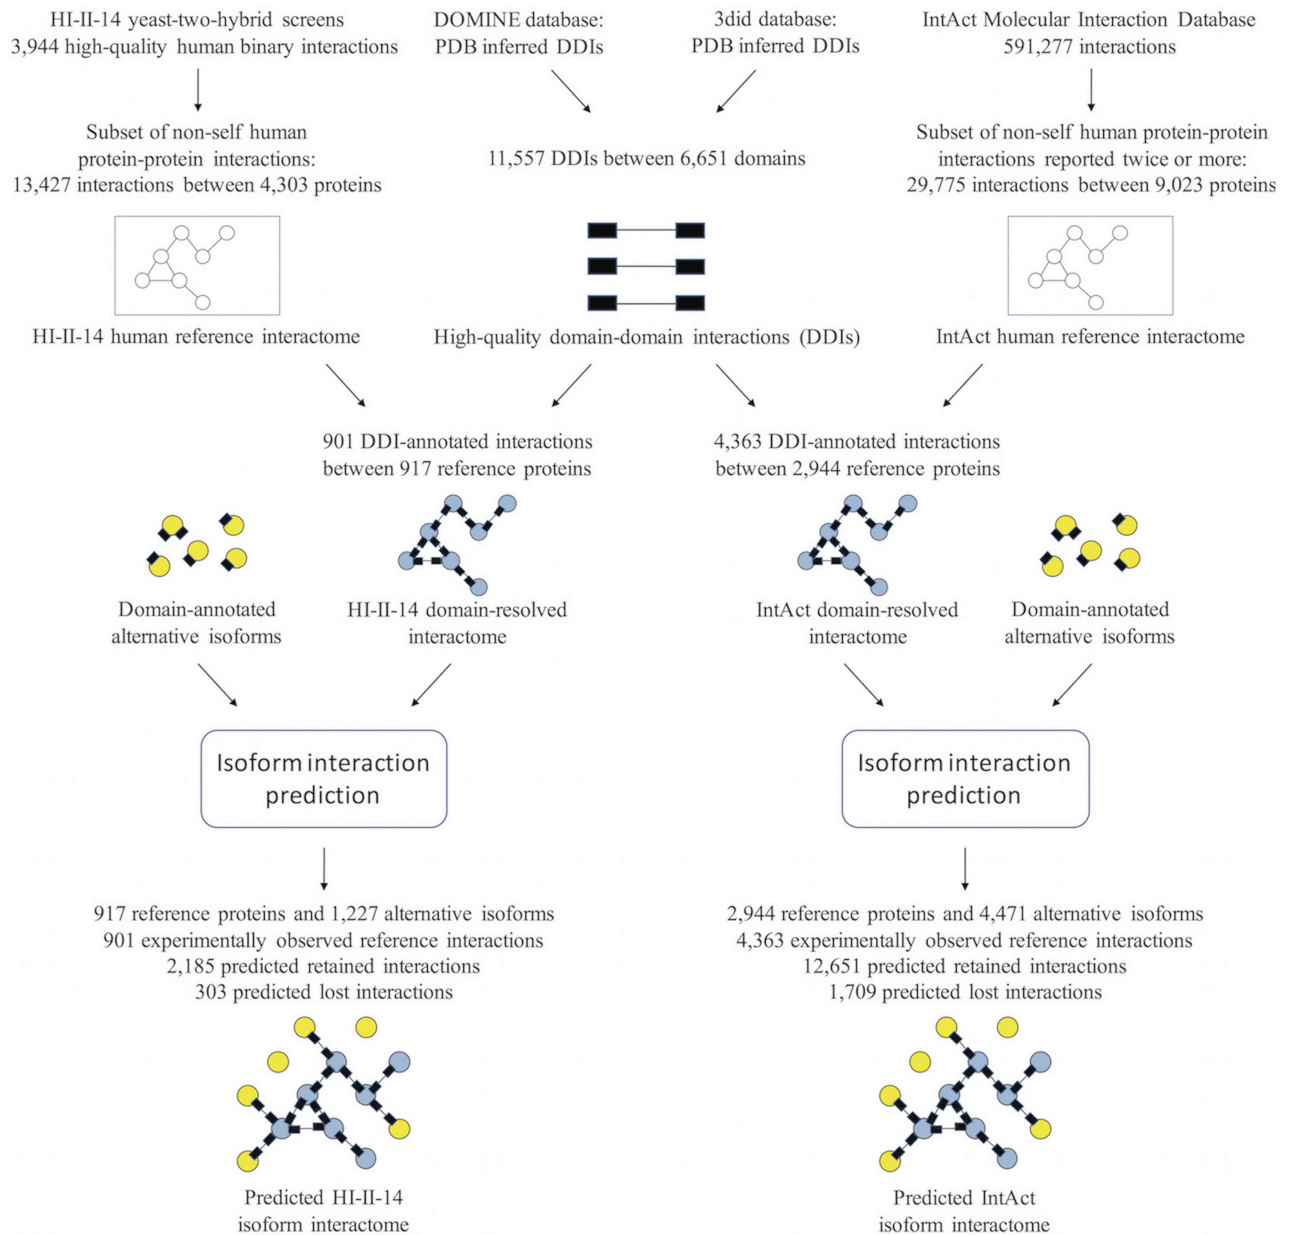 HI-II-14 yeast-two-hybrid screens
3,944 high-quality human binary interactions
DOMINE database:
PDB inferred DDIs
3did database:
PDB inferred DDIs
IntAct Molecular Interaction Database
591,277 interactions
Subset of non-self human
protein-protein interactions:
13,427 interactions between 4,303 proteins
11,557 DDIs between 6,651 domains
Subset of non-self human protein-protein
interactions reported twice or more:
29,775 interactions between 9,023 proteins
HI-II-14 human reference interactome
High-quality domain-domain interactions (DDIs)
IntAct human reference interactome
901 DDI-annotated interactions
between 917 reference proteins
4,363 DDI-annotated interactions
between 2,944 reference proteins
Domain-annotated
alternative isoforms
HI-II-14 domain-resolved
interactome
IntAct domain-resolved
interactome
Domain-annotated
alternative isoforms
Isoform interaction
prediction
Isoform interaction
prediction
917 reference proteins and 1,227 alternative isoforms
901 experimentally observed reference interactions
2,185 predicted retained interactions
303 predicted lost interactions
2,944 reference proteins and 4,471 alternative isoforms
4,363 experimentally observed reference interactions
12,651 predicted retained interactions
1,709 predicted lost interactions
Predicted HI-II-14
isoform interactome
Predicted IntAct
isoform interactome